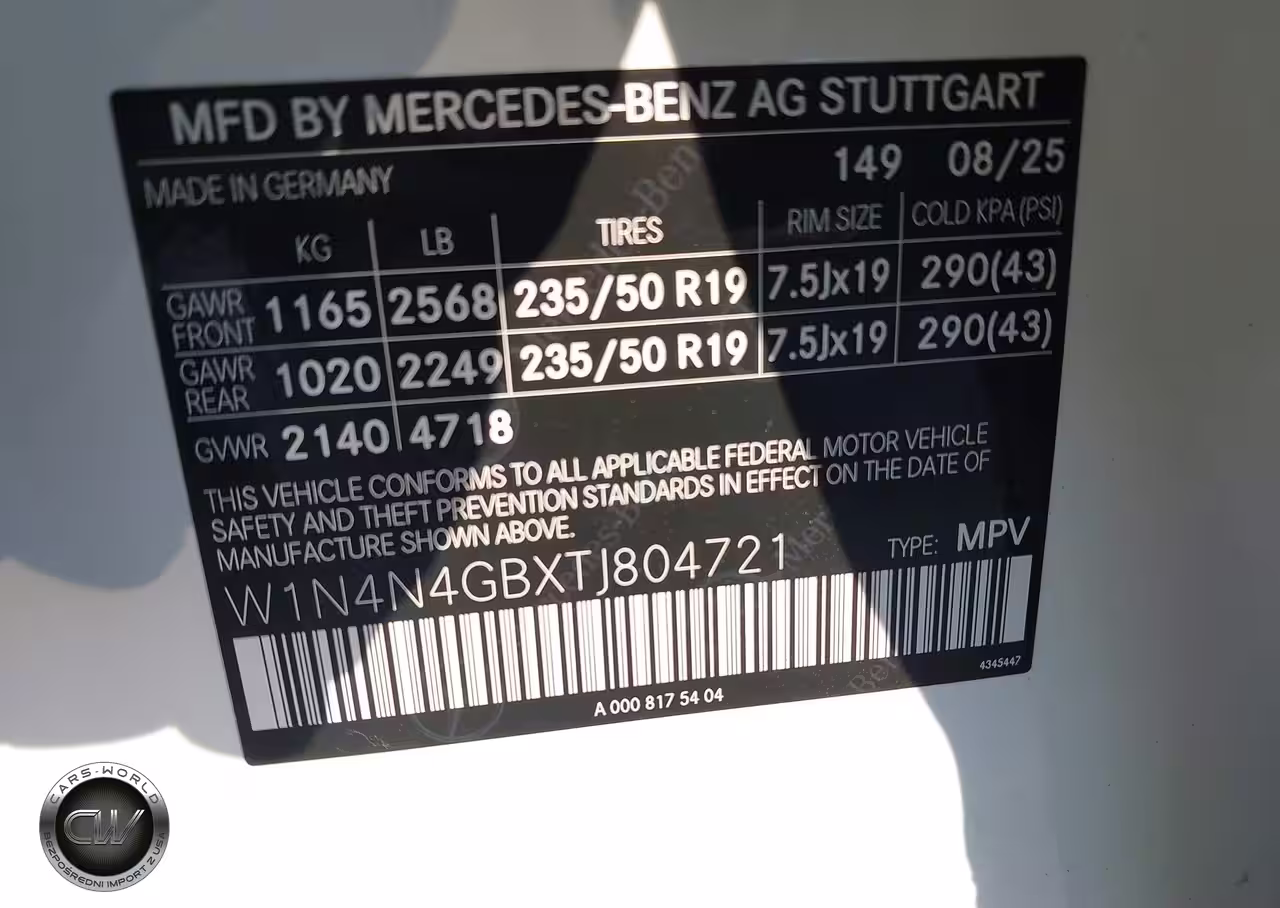 MFD BY MERCEDES-BENZ AG STUTTGART
MADE IN GERMANY 149 08/25
KG LB TIRES RIM SIZE COLD KPA(PSI)
GAWR FRONT 1165 2568 235/50 R19 7.5Jx19 290(43)
GAWR REAR 1020 2249 235/50 R19 7.5Jx19 290(43)
GVWR 2140 4718
THIS VEHICLE CONFORMS TO ALL APPLICABLE FEDERAL MOTOR VEHICLE
SAFETY AND THEFT PREVENTION STANDARDS IN EFFECT ON THE DATE OF
MANUFACTURE SHOWN ABOVE.
W1N4N4GBXTJ804721 TYPE: MPV
4345447
A 000 817 54 04
CARS-WORLD
CW
BEZPOŚREDNI IMPORT Z USA